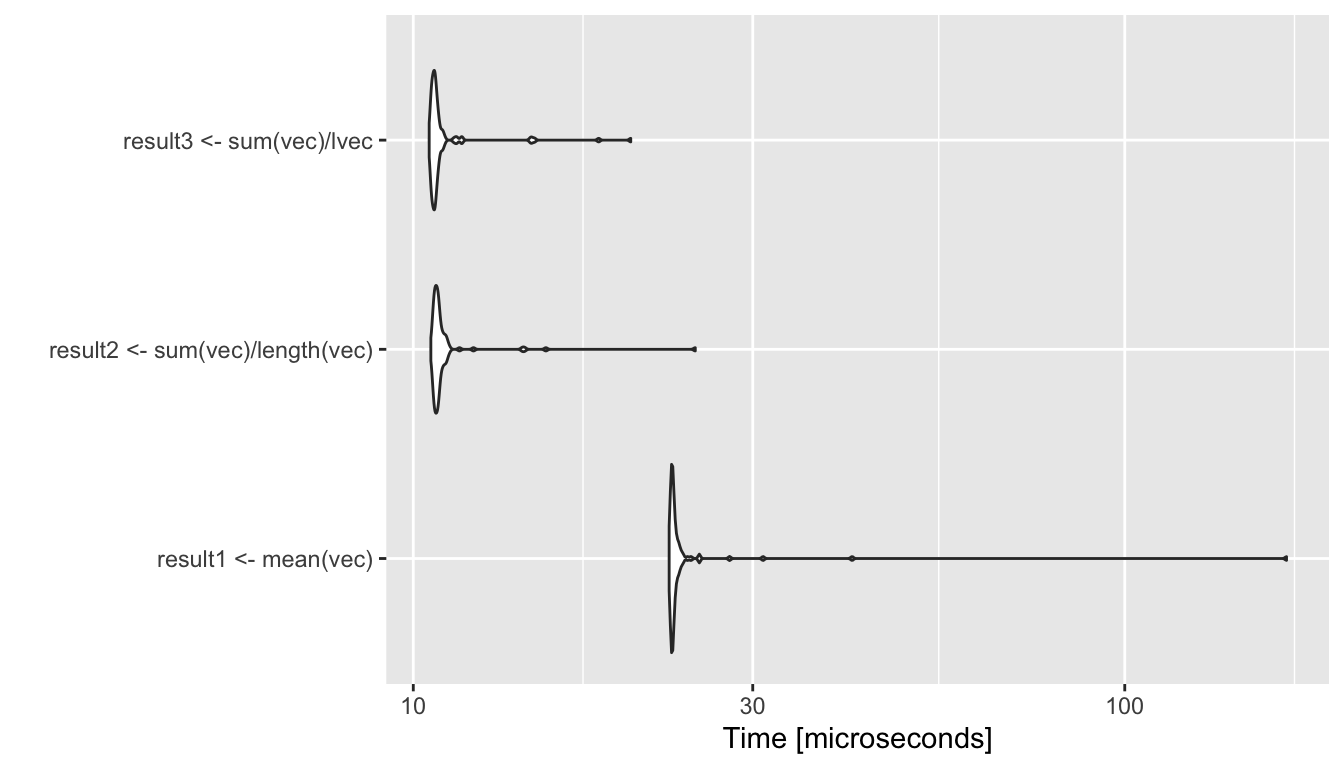 result3 <- sum(vec)/lvec
result2 <- sum(vec)/length(vec)
result1 <- mean(vec)
10 30 100
Time [microseconds]